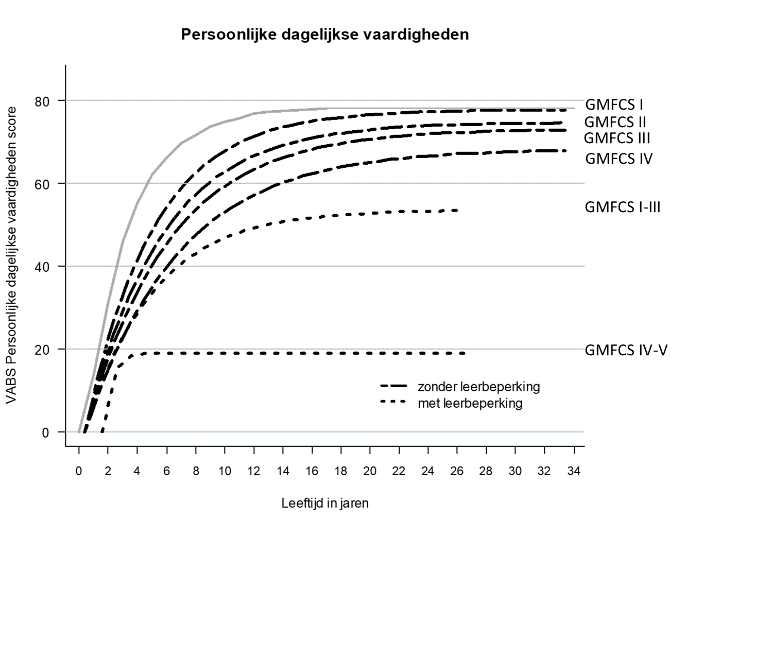 Persoonlijke dagelijkse vaardigheden
VABS Persoonlijke dagelijkse vaardigheden score
80
60
40
20
0
GMFCS I
GMFCS II
GMFCS III
GMFCS IV
GMFCS I-III
GMFCS IV-V
zonder leerbeperking
met leerbeperking
0 2 4 6 8 10 12 14 16 18 20 22 24 26 28 30 32 34
Leeftijd in jaren